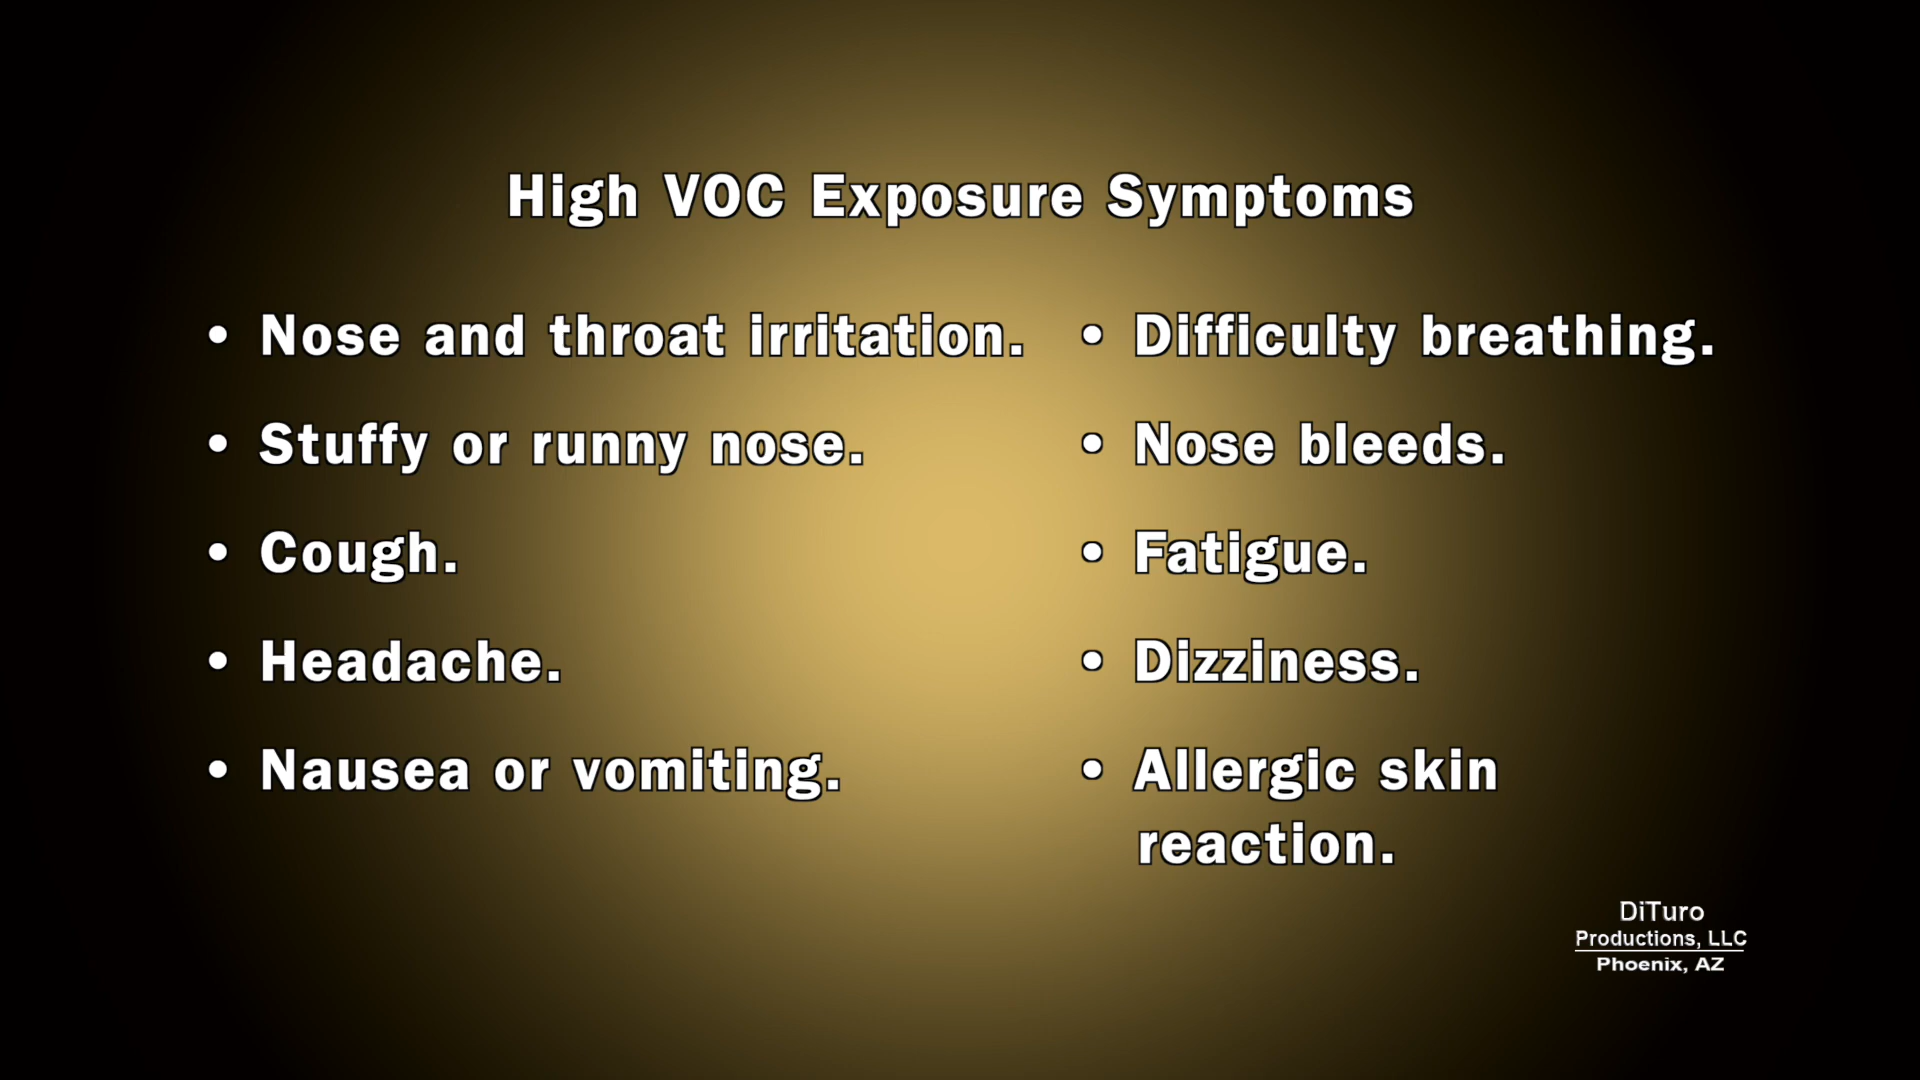 High VOC Exposure Symptoms
• Nose and throat irritation.
• Stuffy or runny nose.
• Cough.
• Headache.
• Nausea or vomiting.
• Difficulty breathing.
• Nose bleeds.
• Fatigue.
• Dizziness.
• Allergic skin
reaction.
DiTuro
Productions, LLC
Phoenix, AZ